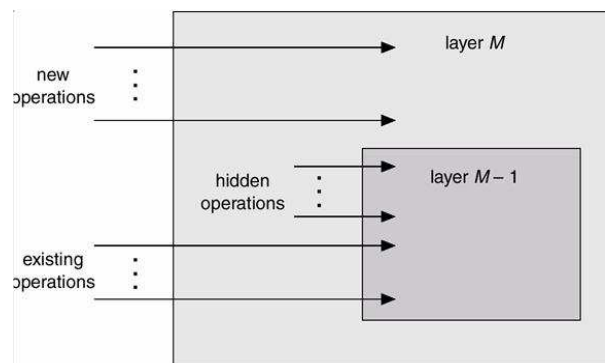 layer M
new
operations
hidden
operations
layer M – 1
existing
operations